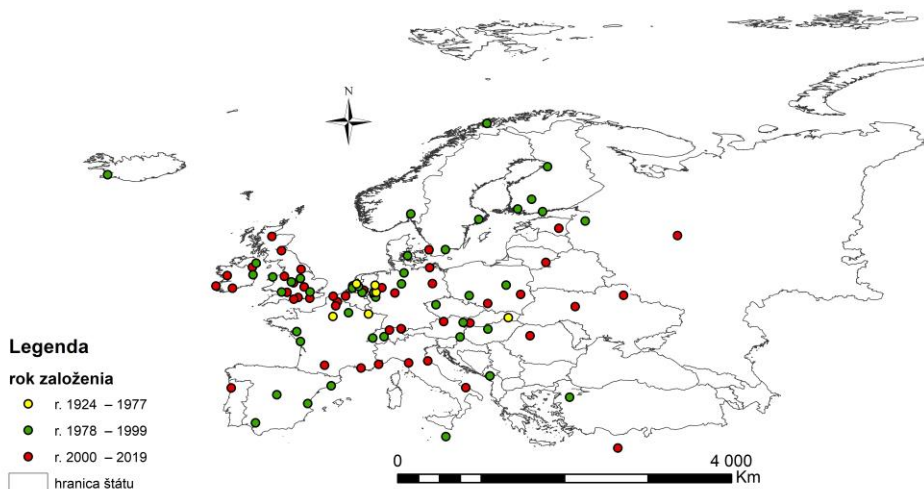 N
Legenda
rok založenia
r. 1924 – 1977
r. 1978 – 1999
r. 2000 – 2019
hranica štátu
0 4 000
Km